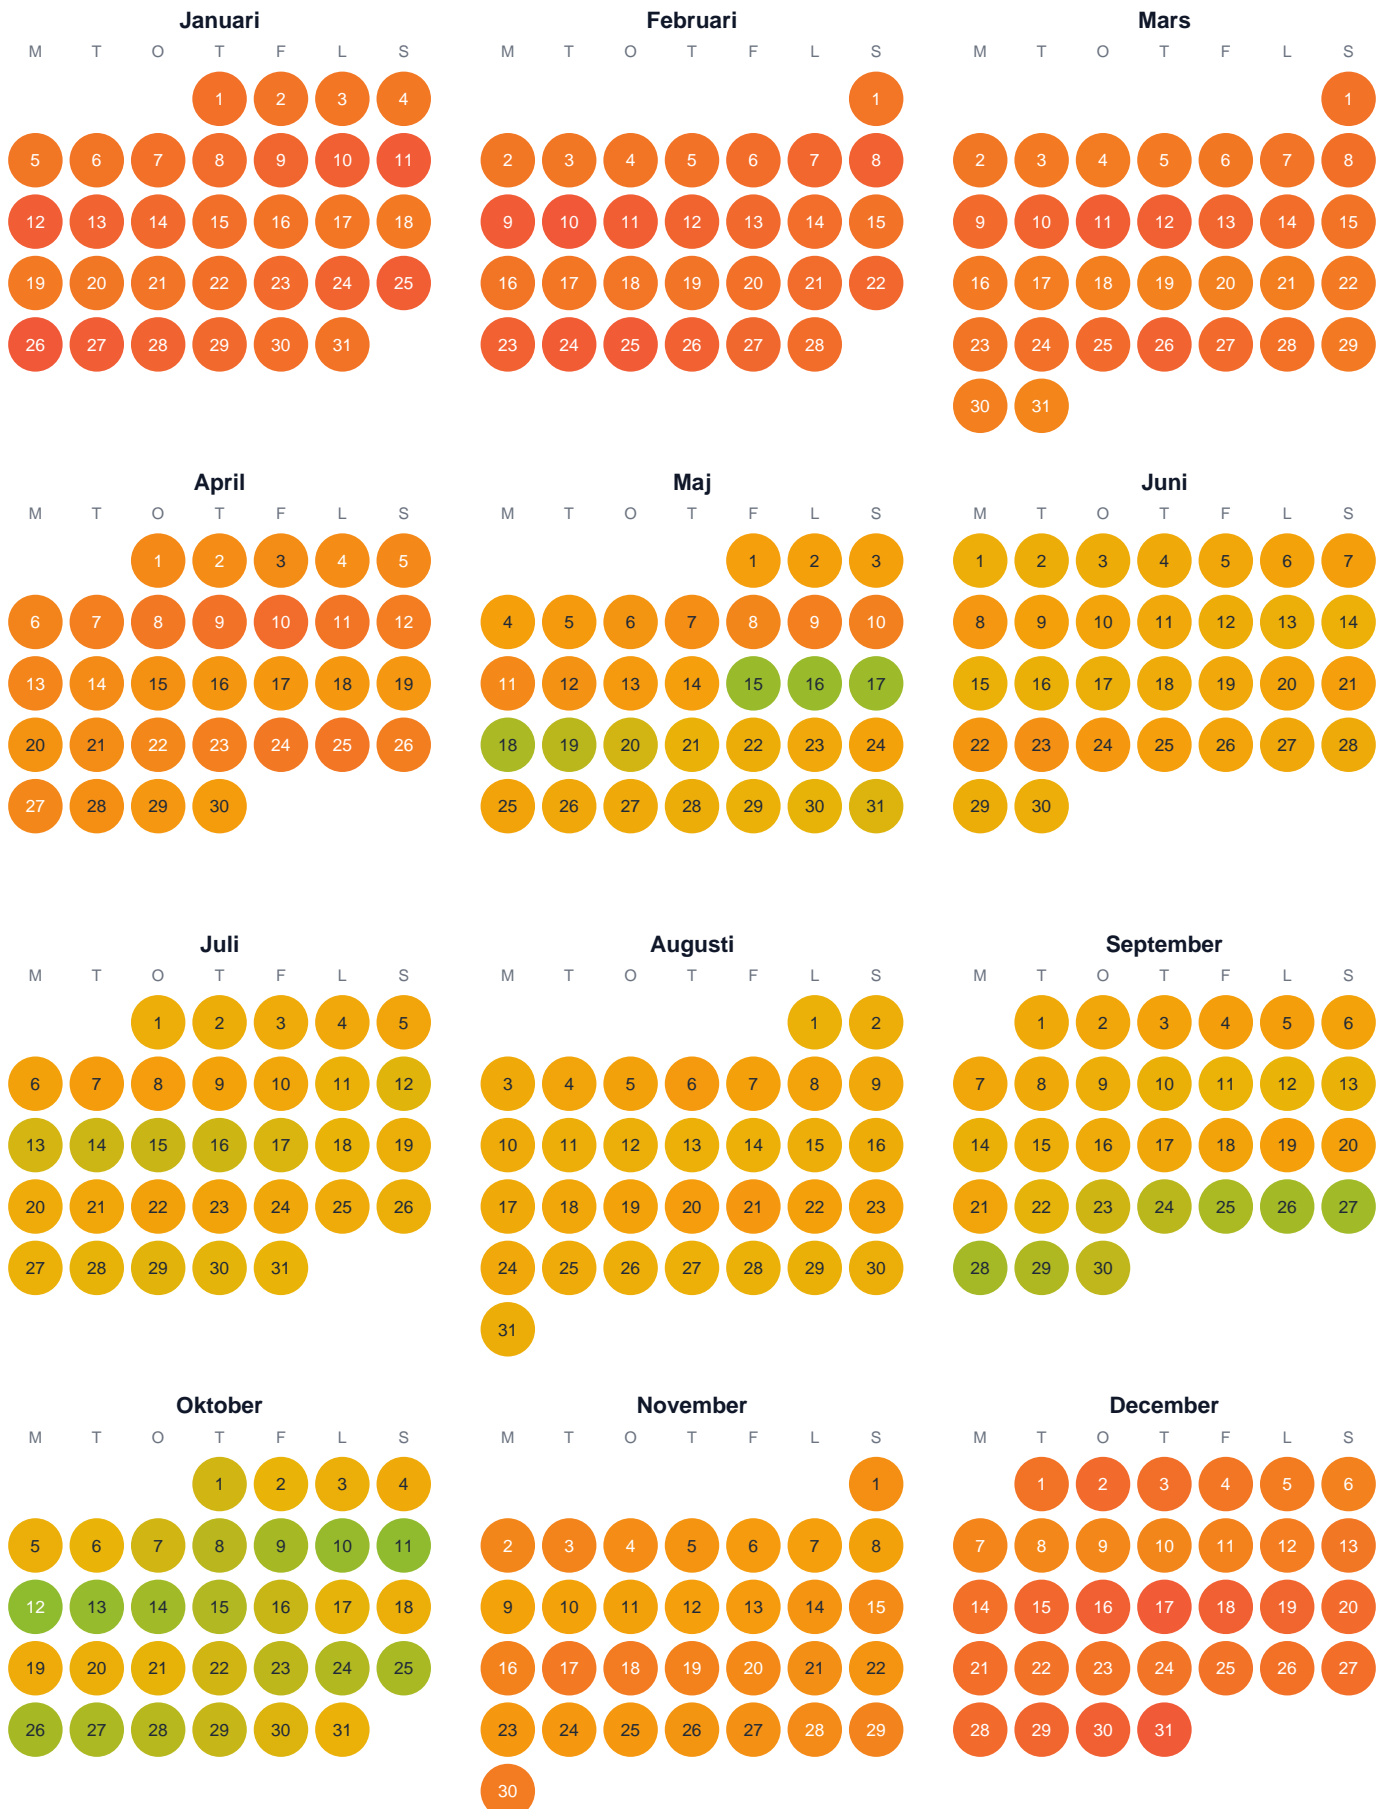 Januari
M T O T F L S
1 2 3 4
5 6 7 8 9 10 11
12 13 14 15 16 17 18
19 20 21 22 23 24 25
26 27 28 29 30 31
Februari
M T O T F L S
1
2 3 4 5 6 7 8
9 10 11 12 13 14 15
16 17 18 19 20 21 22
23 24 25 26 27 28
Mars
M T O T F L S
1
2 3 4 5 6 7 8
9 10 11 12 13 14 15
16 17 18 19 20 21 22
23 24 25 26 27 28 29
30 31
April
M T O T F L S
1 2 3 4 5
6 7 8 9 10 11 12
13 14 15 16 17 18 19
20 21 22 23 24 25 26
27 28 29 30
Maj
M T O T F L S
1 2 3
4 5 6 7 8 9 10
11 12 13 14 15 16 17
18 19 20 21 22 23 24
25 26 27 28 29 30 31
Juni
M T O T F L S
1 2 3 4 5 6 7
8 9 10 11 12 13 14
15 16 17 18 19 20 21
22 23 24 25 26 27 28
29 30
Juli
M T O T F L S
1 2 3 4 5
6 7 8 9 10 11 12
13 14 15 16 17 18 19
20 21 22 23 24 25 26
27 28 29 30 31
Augusti
M T O T F L S
1 2
3 4 5 6 7 8 9
10 11 12 13 14 15 16
17 18 19 20 21 22 23
24 25 26 27 28 29 30
31
September
M T O T F L S
1 2 3 4 5 6
7 8 9 10 11 12 13
14 15 16 17 18 19 20
21 22 23 24 25 26 27
28 29 30
Oktober
M T O T F L S
1 2 3 4
5 6 7 8 9 10 11
12 13 14 15 16 17 18
19 20 21 22 23 24 25
26 27 28 29 30 31
November
M T O T F L S
1
2 3 4 5 6 7 8
9 10 11 12 13 14 15
16 17 18 19 20 21 22
23 24 25 26 27 28 29
30
December
M T O T F L S
1 2 3 4 5 6
7 8 9 10 11 12 13
14 15 16 17 18 19 20
21 22 23 24 25 26 27
28 29 30 31